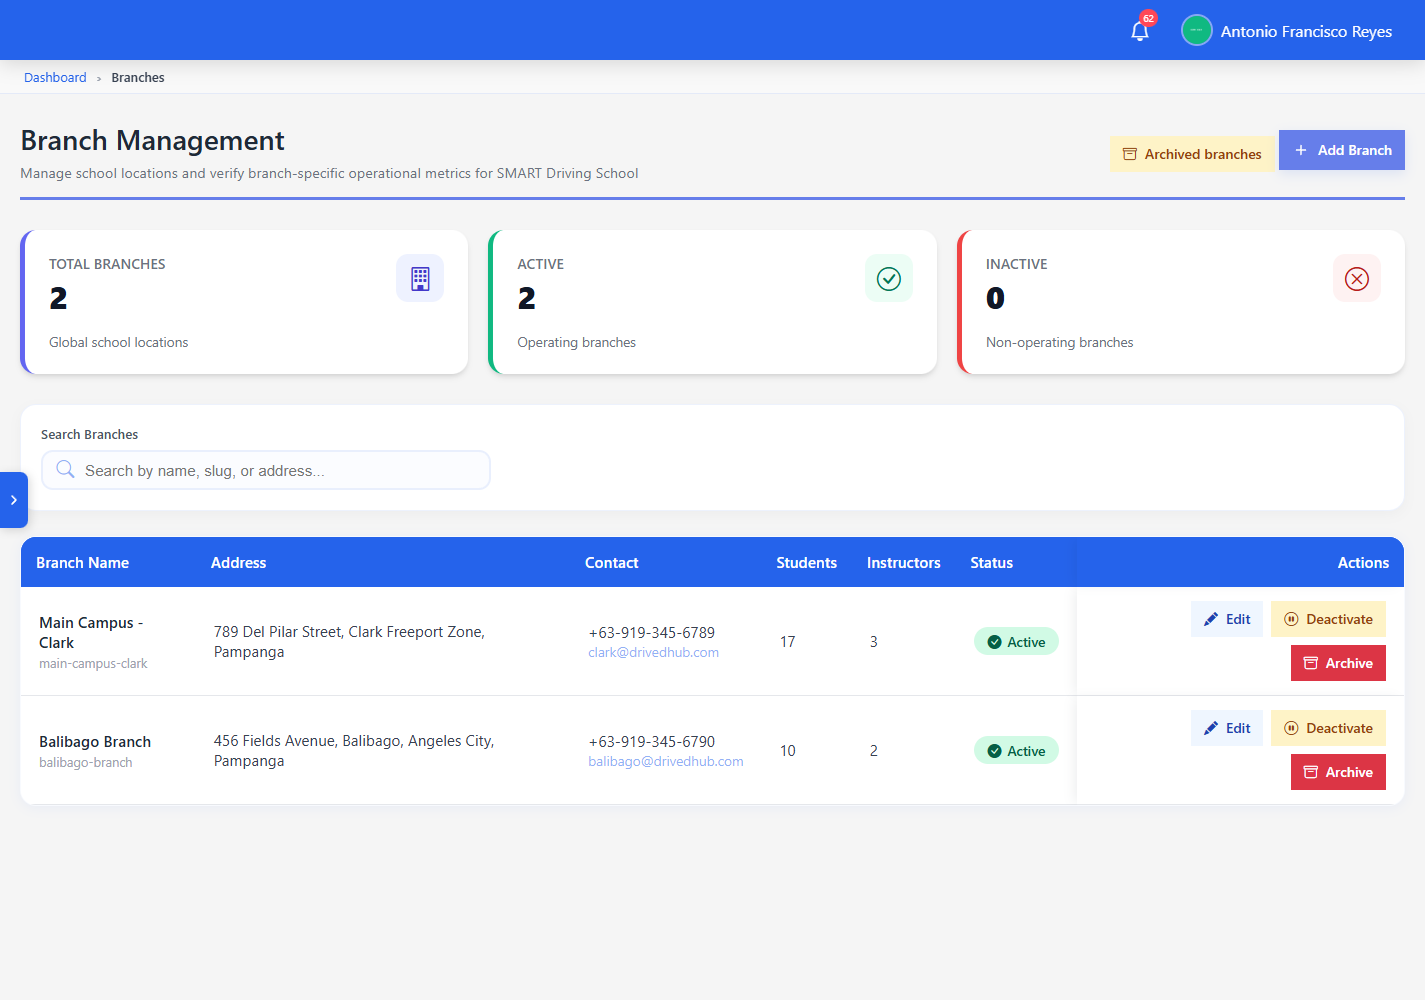 62
Antonio Francisco Reyes
Dashboard > Branches
Branch Management
Manage school locations and verify branch-specific operational metrics for SMART Driving School
Archived branches
+ Add Branch
TOTAL BRANCHES
2
Global school locations
ACTIVE
2
Operating branches
INACTIVE
0
Non-operating branches
Search Branches
Search by name, slug, or address...
Branch Name Address Contact Students Instructors Status Actions
Main Campus -
Clark
main-campus-clark
789 Del Pilar Street, Clark Freeport Zone,
Pampanga
+63-919-345-6789
clark@drivedhub.com
17
3
Active
Edit
Deactivate
Archive
Balibago Branch
balibago-branch
456 Fields Avenue, Balibago, Angeles City,
Pampanga
+63-919-345-6790
balibago@drivedhub.com
10
2
Active
Edit
Deactivate
Archive